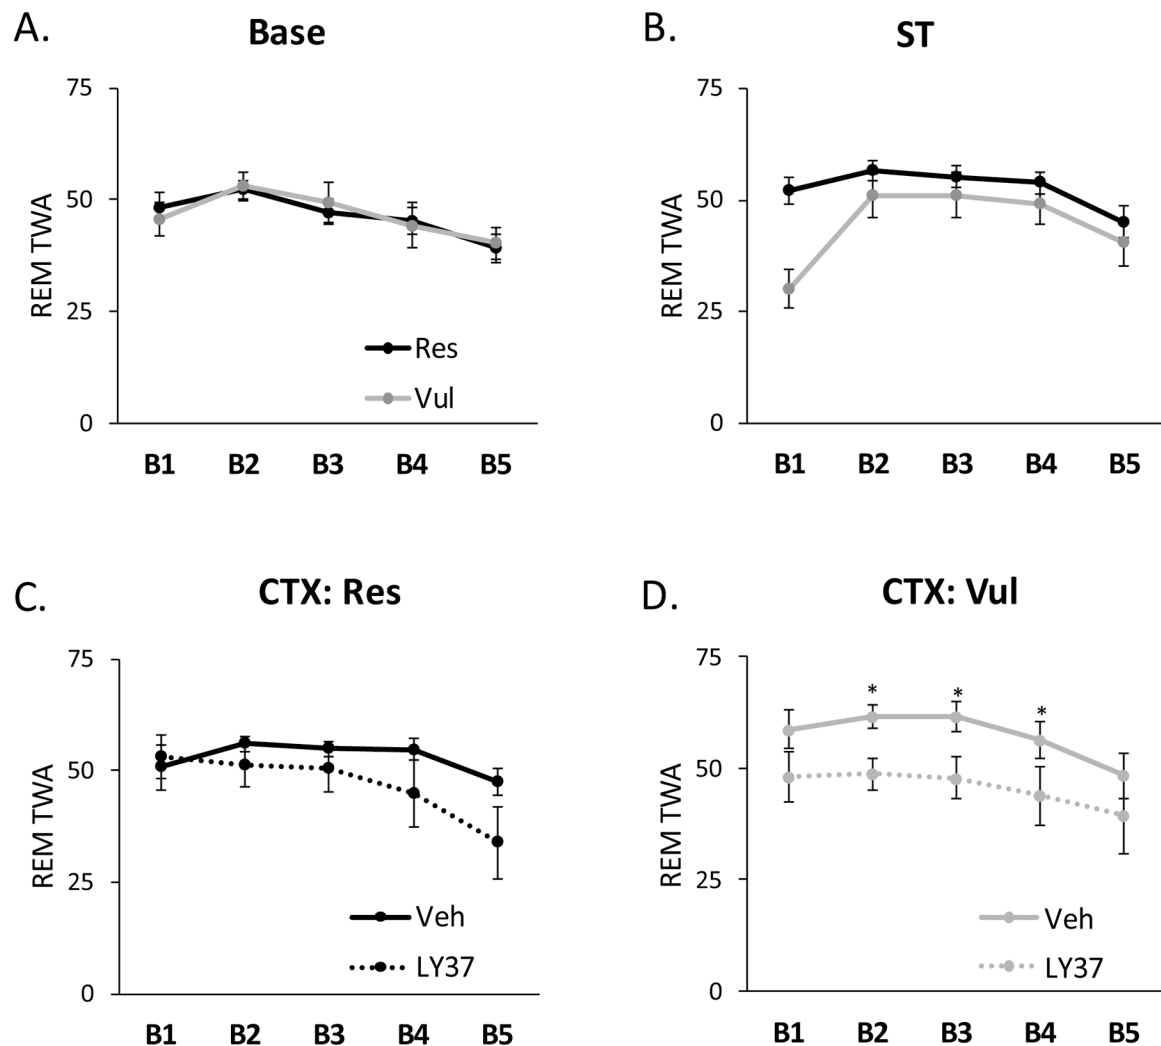 A.
Base
75
50
25
0
REM TWA
Res
Vul
B1 B2 B3 B4 B5
B.
ST
75
50
25
0
REM TWA
B1 B2 B3 B4 B5
C.
CTX: Res
75
50
25
0
REM TWA
Veh
LY37
B1 B2 B3 B4 B5
D.
CTX: Vul
75
50
25
0
REM TWA
* * *
Veh
LY37
B1 B2 B3 B4 B5